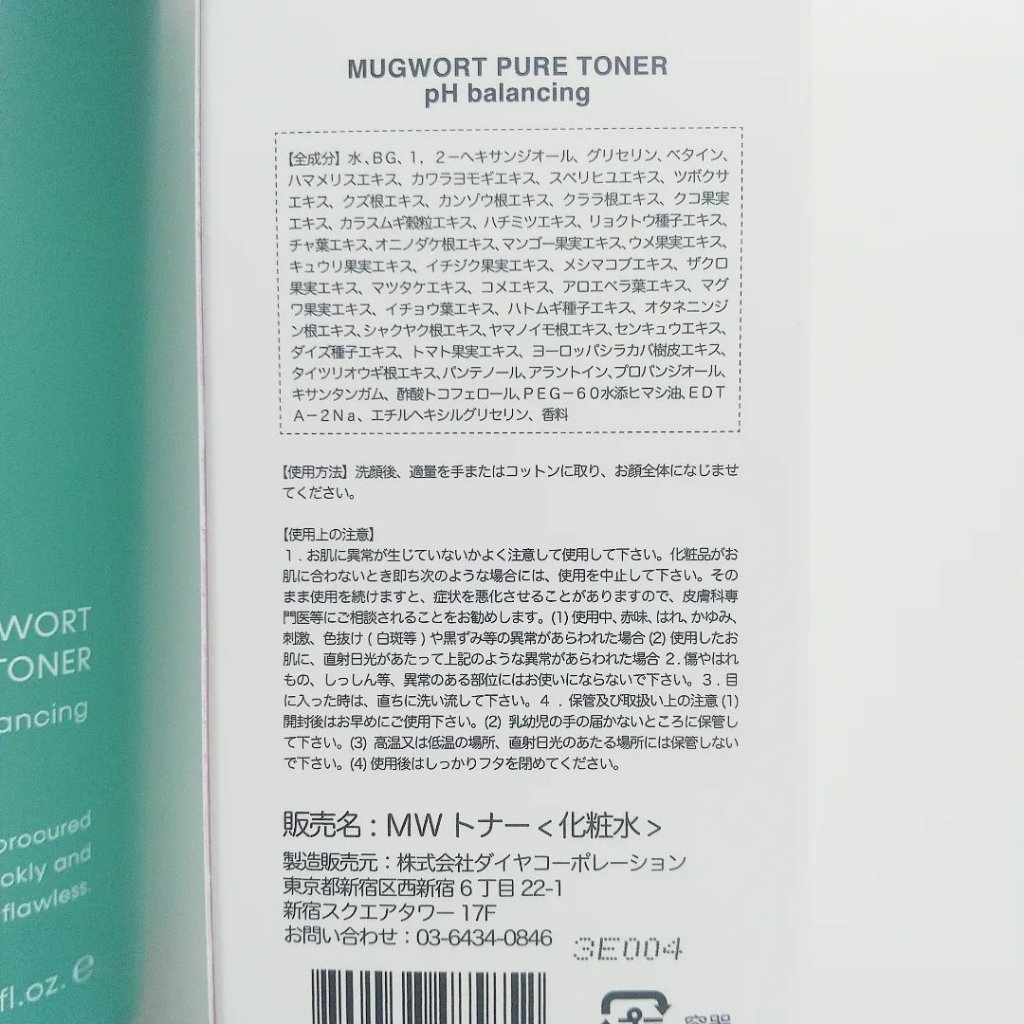 WORT
TONER
ancing
procured
ckly and
flawless.
fl.oz. e
MUGWORT PURE TONER
pH balancing
【全成分】水、BG、1，2－ヘキサンジオール、グリセリン、ベタイン、
ハマメリスエキス、カワラヨモギエキス、スベリヒユエキス、ツボクサ
エキス、クズ根エキス、カンゾウ根エキス、クララ根エキス、クコ果実
エキス、カラスムギ穀粒エキス、ハチミツエキス、リョクトウ種子エキス、
チャ葉エキス、オニノダケ根エキス、マンゴー果実エキス、ウメ果実エキス、
キュウリ果実エキス、イチジク果実エキス、メシマコブエキス、ザクロ
果実エキス、マツタケエキス、コメエキス、アロエベラ葉エキス、マグ
ワ果実エキス、イチョウ葉エキス、ハトムギ種子エキス、オタネニンジ
ン根エキス、シャクヤク根エキス、ヤマノイモ根エキス、センキュウエキス、
ダイズ種子エキス、トマト果実エキス、ヨーロッパシラカバ樹皮エキス、
タイツリオウギ根エキス、パンテノール、アラントイン、プロパンジオール、
キサンタンガム、酢酸トコフェロール、PEG－60水添ヒマシ油、EDT
A－2Na、エチルヘキシルグリセリン、香料
【使用方法】洗顔後、適量を手またはコットンに取り、お顔全体になじませ
てください。
【使用上の注意】
1．お肌に異常が生じていないかよく注意して使用して下さい。化粧品がお
肌に合わないとき即ち次のような場合には、使用を中止して下さい。その
まま使用を続けますと、症状を悪化させることがありますので、皮膚科専
門医等にご相談されることをお勧めします。(1) 使用中、赤味、はれ、かゆみ、
刺激、色抜け ( 白斑等 ) や黒ずみ等の異常があらわれた場合 (2) 使用したお
肌に、直射日光があたって上記のような異常があらわれた場合 2．傷やはれ
もの、しっしん等、異常のある部位にはお使いにならないで下さい。3．目
に入った時は、直ちに洗い流して下さい。4．保管及び取扱い上の注意 (1)
開封後はお早めにご使用下さい。(2) 乳幼児の手の届かないところに保管し
て下さい。(3) 高温又は低温の場所、直射日光のあたる場所には保管しない
で下さい。(4) 使用後はしっかりフタを閉めてください。
販売名：MW トナー＜化粧水＞
製造販売元：株式会社ダイヤコーポレーション
東京都新宿区西新宿 6 丁目 22-1
新宿スクエアタワー 17F
お問い合わせ：03-6434-0846
3E004